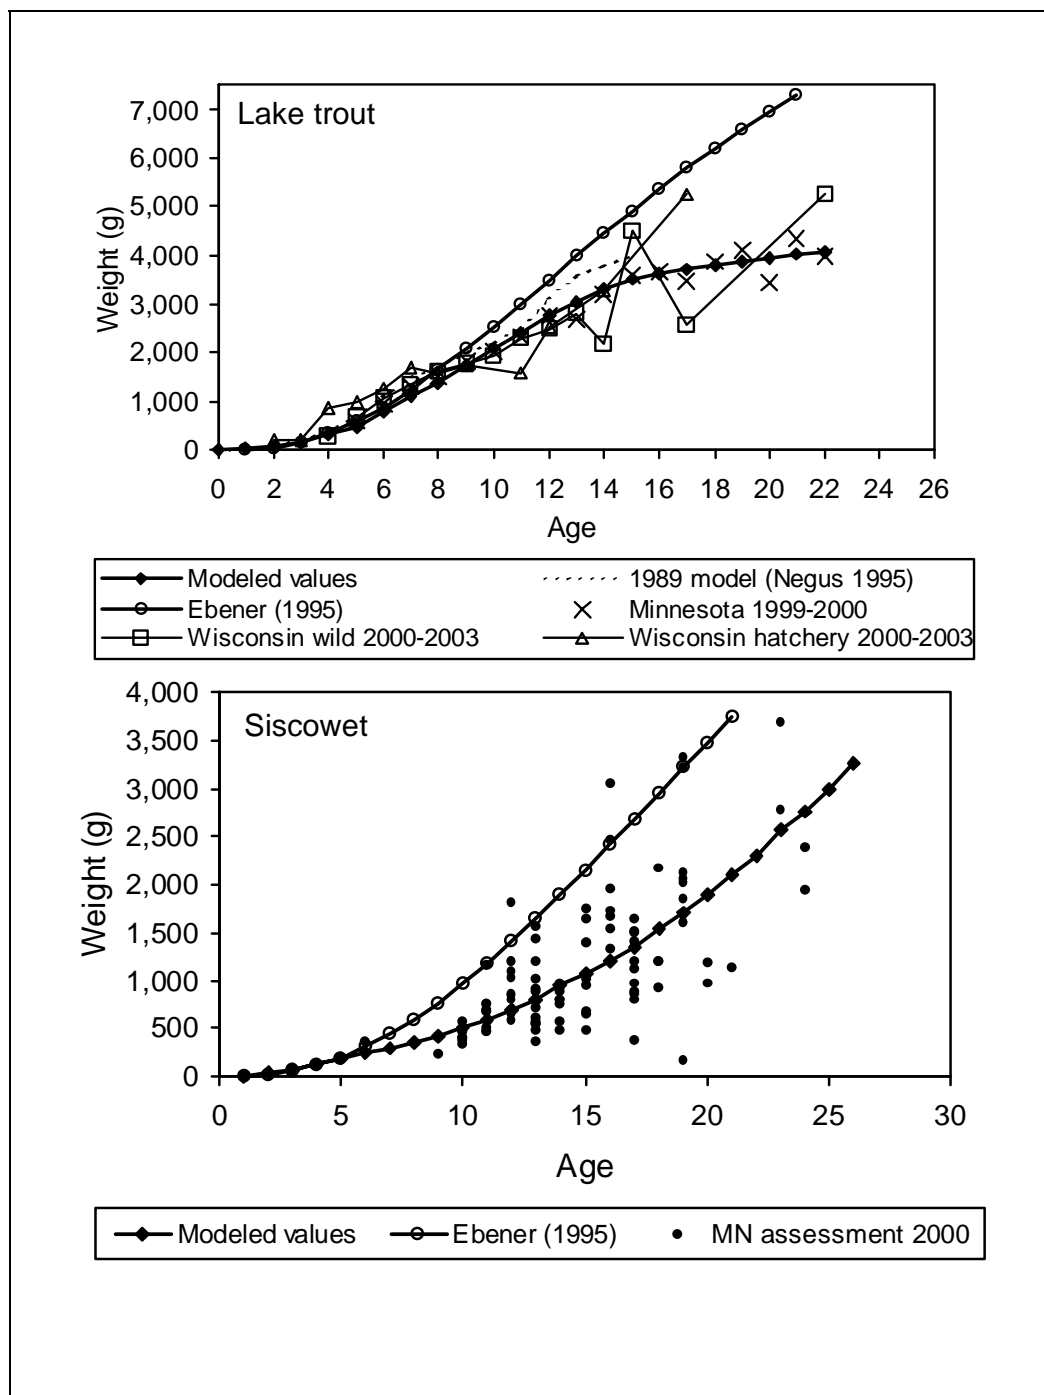 Lake trout
7,000
6,000
5,000
4,000
3,000
2,000
1,000
0
Weight (g)
0 2 4 6 8 10 12 14 16 18 20 22 24 26
Age
Modeled values
1989 model (Negus 1995)
Ebener (1995)
Minnesota 1999-2000
Wisconsin wild 2000-2003
Wisconsin hatchery 2000-2003
Siscowet
4,000
3,500
3,000
2,500
2,000
1,500
1,000
500
0
Weight (g)
0 5 10 15 20 25 30
Age
Modeled values
Ebener (1995)
MN assessment 2000